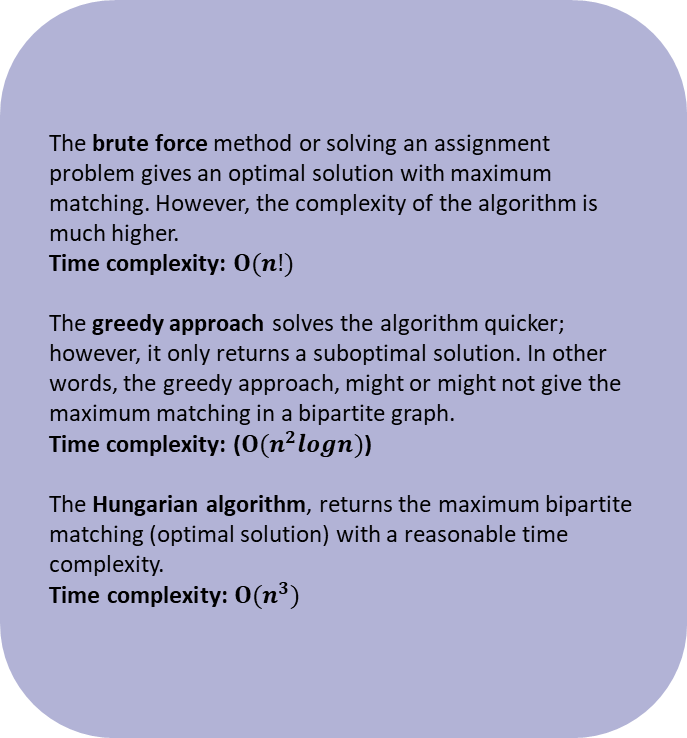 The brute force method or solving an assignment
problem gives an optimal solution with maximum
matching. However, the complexity of the algorithm is
much higher.
Time complexity: O(n!)
The greedy approach solves the algorithm quicker;
however, it only returns a suboptimal solution. In other
words, the greedy approach, might or might not give the
maximum matching in a bipartite graph.
Time complexity: (O(n²logn))
The Hungarian algorithm, returns the maximum bipartite
matching (optimal solution) with a reasonable time
complexity.
Time complexity: O(n³)